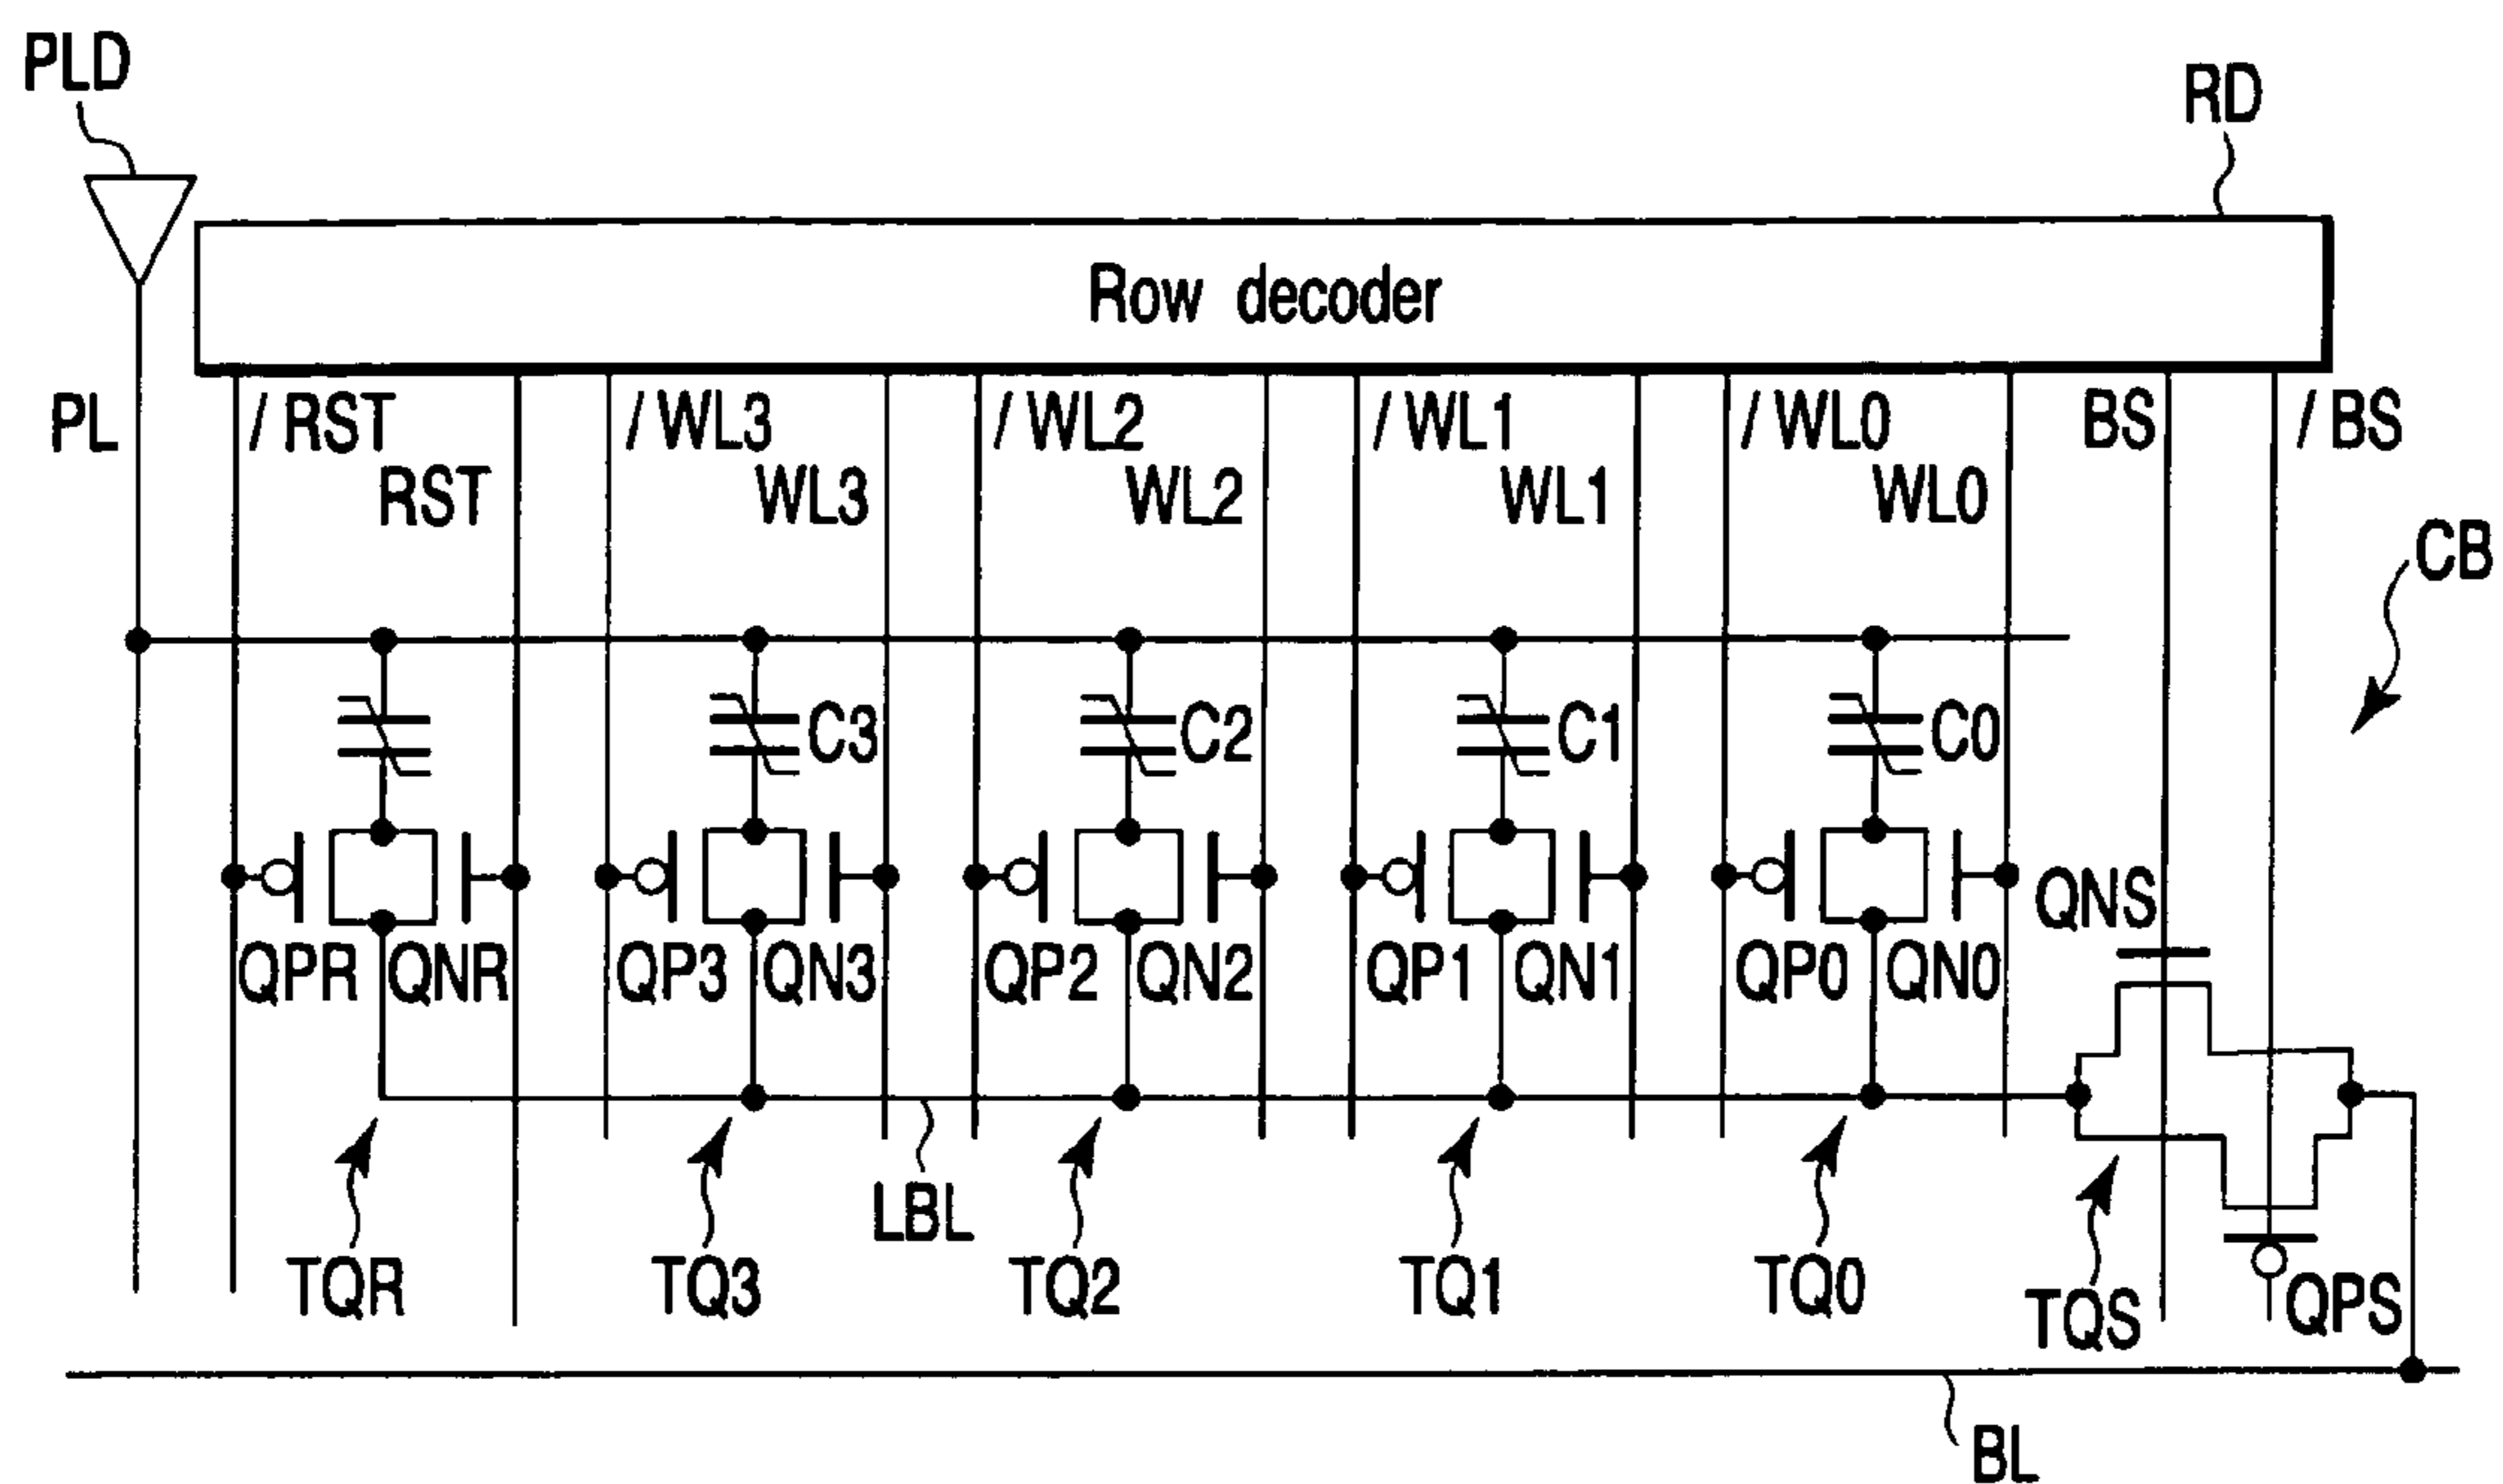 PLD
RD
Row decoder
PL
/RST
/WL3
/WL2
/WL1
/WL0
BS
/BS
RST
WL3
WL2
WL1
WL0
CB
C3
C2
C1
C0
QNS
QPR
QNR
QP3
QN3
QP2
QN2
QP1
QN1
QP0
QN0
LBL
TQR
TQ3
TQ2
TQ1
TQ0
TQS
QPS
BL